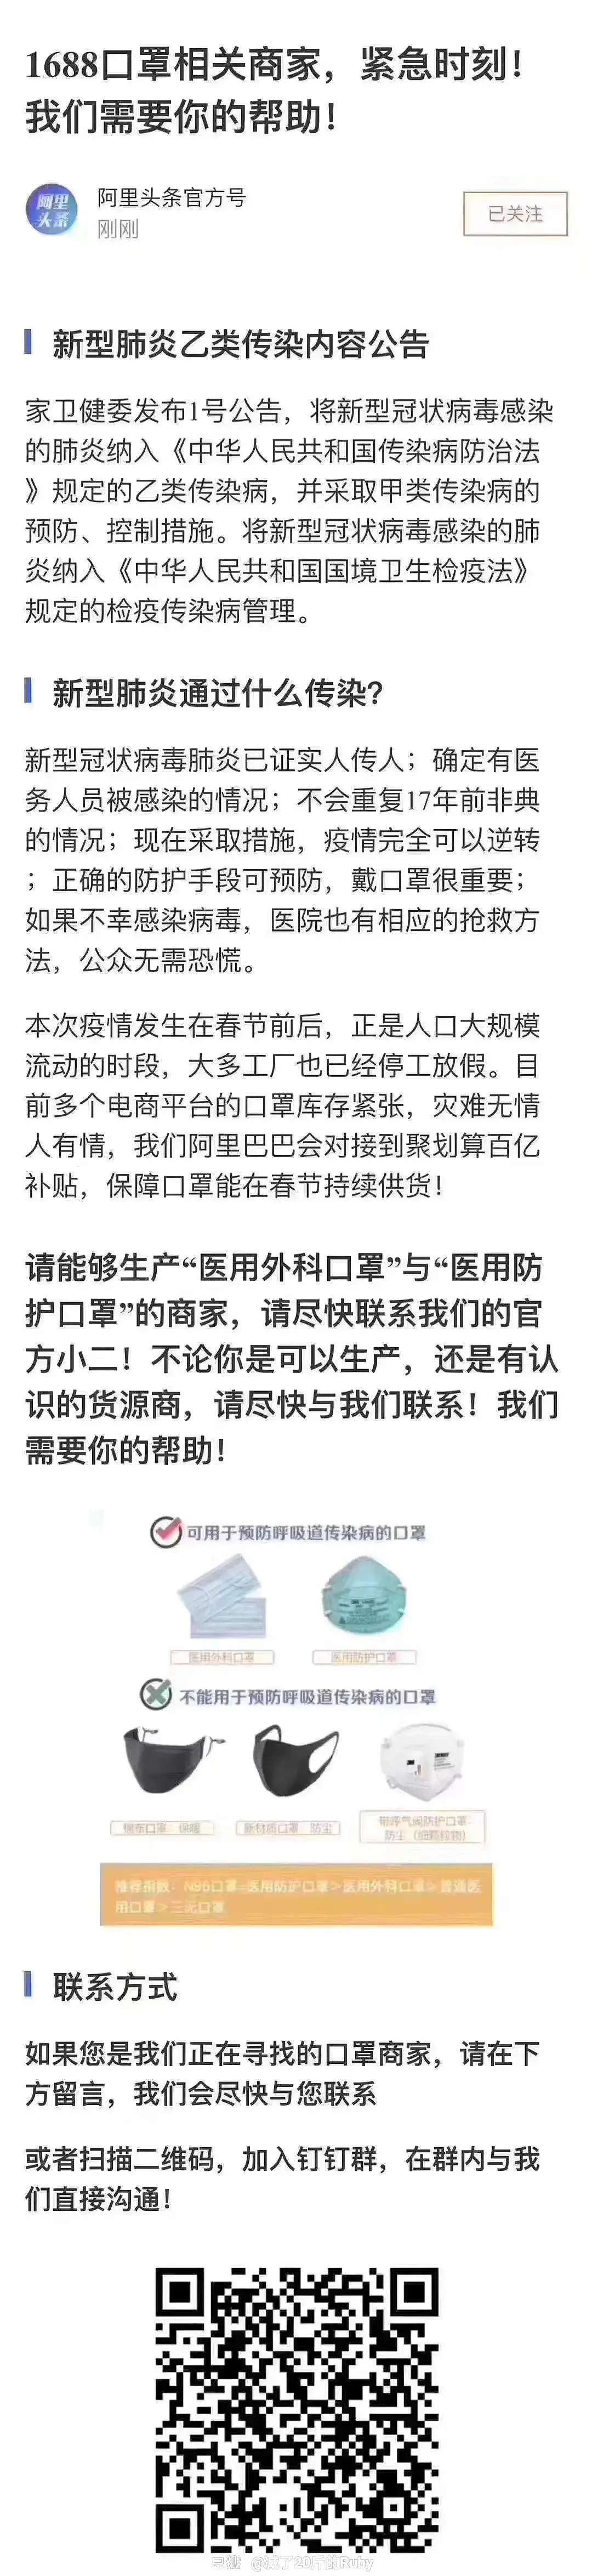 1688口罩相关商家，紧急时刻！
我们需要你的帮助！
阿里
头条
阿里头条官方号
刚刚
已关注
新型肺炎乙类传染内容公告
家卫健委发布1号公告，将新型冠状病毒感染
的肺炎纳入《中华人民共和国传染病防治法
》规定的乙类传染病，并采取甲类传染病的
预防、控制措施。将新型冠状病毒感染的肺
炎纳入《中华人民共和国国境卫生检疫法》
规定的检疫传染病管理。
新型肺炎通过什么传染？
新型冠状病毒肺炎已证实人传人；确定有医
务人员被感染的情况；不会重复17年前非典
的情况；现在采取措施，疫情完全可以逆转
；正确的防护手段可预防，戴口罩很重要；
如果不幸感染病毒，医院也有相应的抢救方
法，公众无需恐慌。
本次疫情发生在春节前后，正是人口大规模
流动的时段，大多工厂也已经停工放假。目
前多个电商平台的口罩库存紧张，灾难无情
人有情，我们阿里巴巴会对接到聚划算百亿
补贴，保障口罩能在春节持续供货！
请能够生产“医用外科口罩”与“医用防
护口罩”的商家，请尽快联系我们的官
方小二！不论你是可以生产，还是有认
识的货源商，请尽快与我们联系！我们
需要你的帮助！
可用于预防呼吸道传染病的口罩
医用外科口罩
医用防护口罩
不能用于预防呼吸道传染病的口罩
棉布口罩：保暖
新材质口罩：防尘
带呼气阀防护口罩：
防尘（细颗粒物）
推荐指数：N95口罩=医用防护口罩＞医用外科口罩＞普通医
用口罩＞三无口罩
联系方式
如果您是我们正在寻找的口罩商家，请在下
方留言，我们会尽快与您联系
或者扫描二维码，加入钉钉群，在群内与我
们直接沟通！
@过了20斤的Ruby